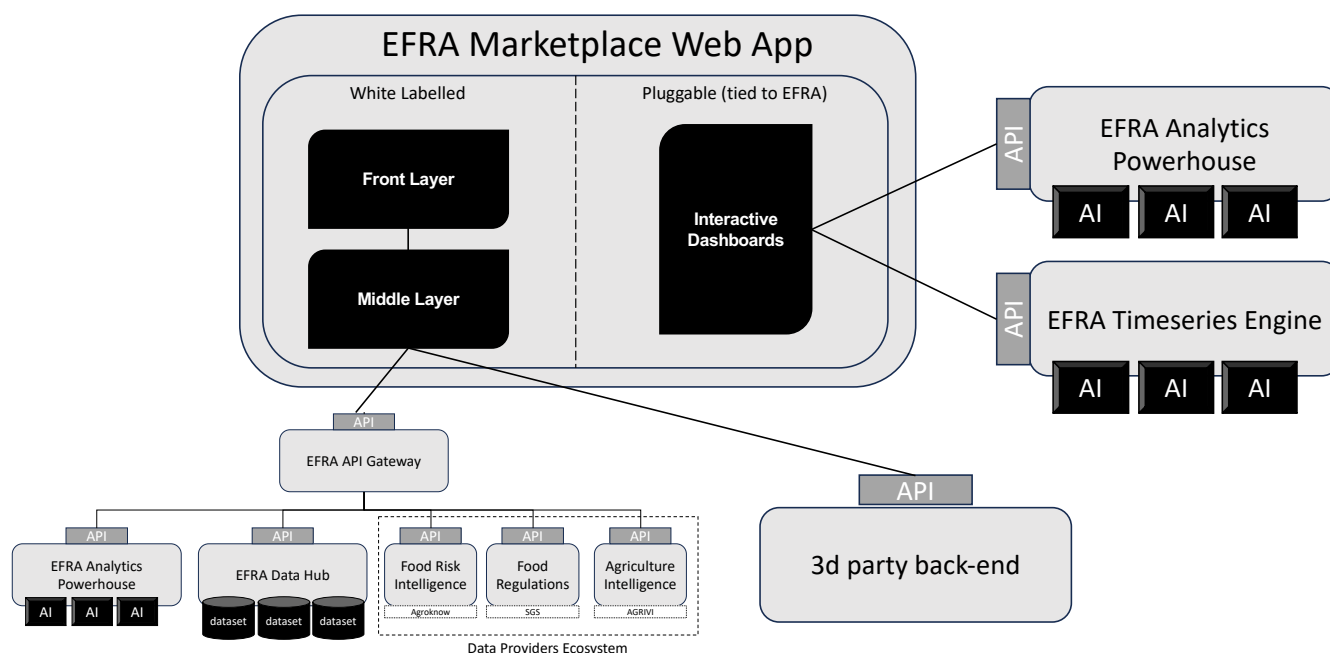 EFRA Marketplace Web App
White Labelled
Pluggable (tied to EFRA)
Front Layer
Middle Layer
Interactive
Dashboards
API
EFRA Analytics
Powerhouse
AI
AI
AI
API
EFRA Timeseries Engine
AI
AI
AI
API
EFRA API Gateway
API
EFRA Analytics
Powerhouse
AI
AI
AI
API
EFRA Data Hub
dataset
dataset
dataset
API
Food Risk
Intelligence
Agroknow
API
Food
Regulations
SGS
API
Agriculture
Intelligence
AGRIVI
Data Providers Ecosystem
API
3d party back-end